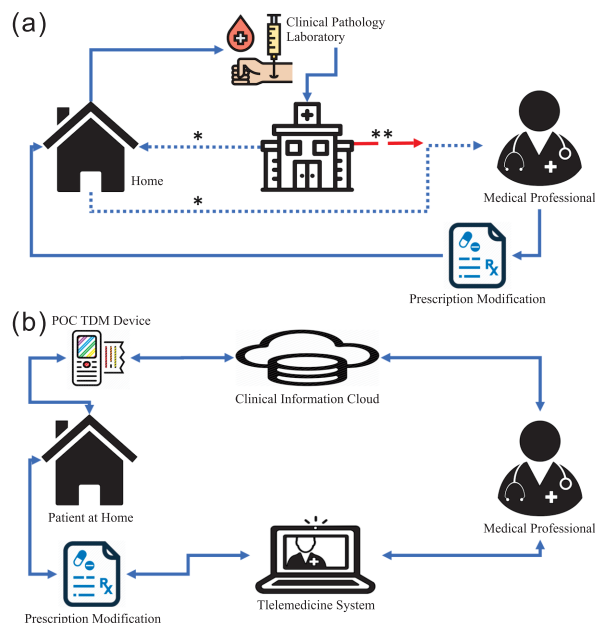 (a)
Clinical Pathology
Laboratory
*
**
Home
*
Medical Professional
Rx
Prescription Modification
(b)
POC TDM Device
Clinical Information Cloud
Patient at Home
Medical Professional
Rx
Prescription Modification
Tlelemedicine System